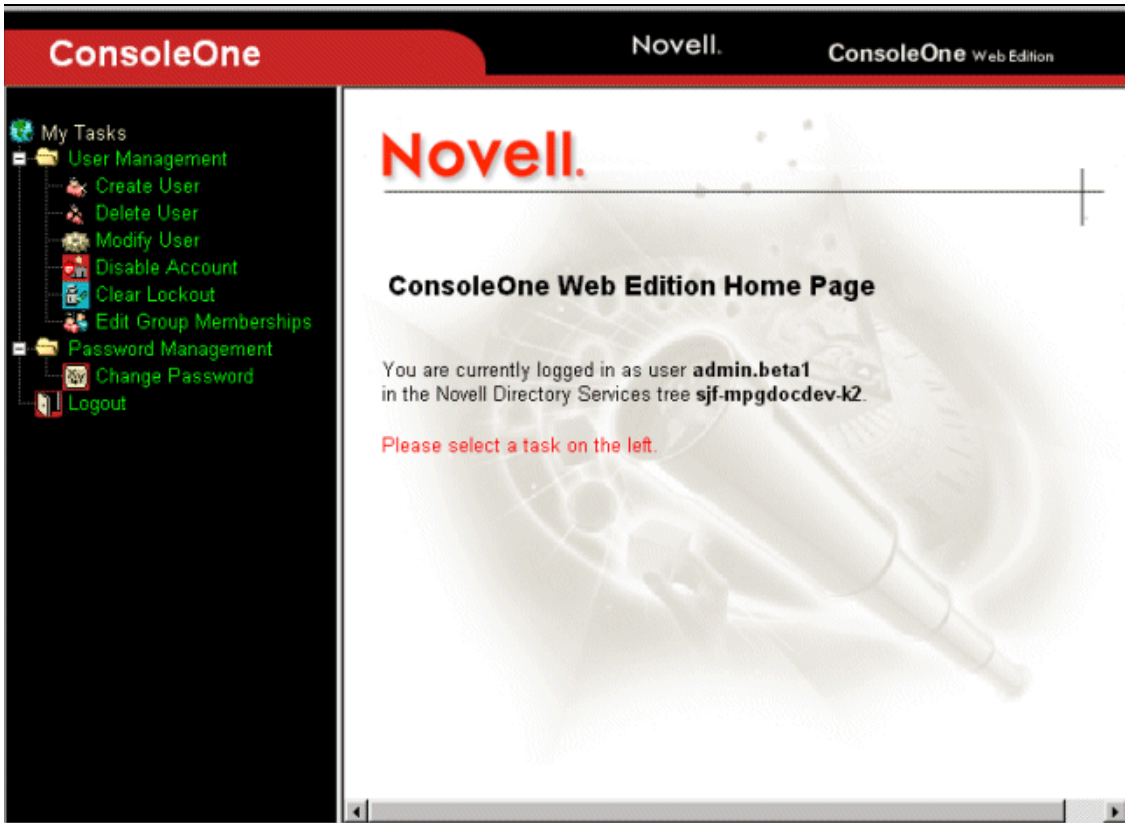 ConsoleOne
Novell.
ConsoleOne Web Edition
My Tasks
User Management
Create User
Delete User
Modify User
Disable Account
Clear Lockout
Edit Group Memberships
Password Management
Change Password
Logout
Novell.
ConsoleOne Web Edition Home Page
You are currently logged in as user admin.beta1
in the Novell Directory Services tree sjf-mpgdocdev-k2.
Please select a task on the left.